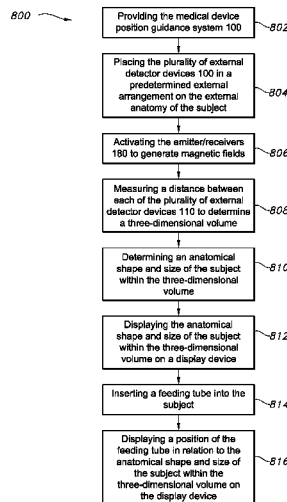 800
Providing the medical device
position guidance system 100
802
Placing the plurality of external
detector devices 100 in a
predetermined external
arrangement on the external
anatomy of the subject
804
Activating the emitter/receivers
180 to generate magnetic fields
806
Measuring a distance between
each of the plurality of external
detector devices 110 to determine
a three-dimensional volume
808
Determining an anatomical
shape and size of the subject
within the three-dimensional
volume
810
Displaying the anatomical
shape and size of the subject
within the three-dimensional
volume on a display device
812
Inserting a feeding tube into the
subject
814
Displaying a position of the
feeding tube in relation to the
anatomical shape and size of
the subject within the
three-dimensional volume on
the display device
816